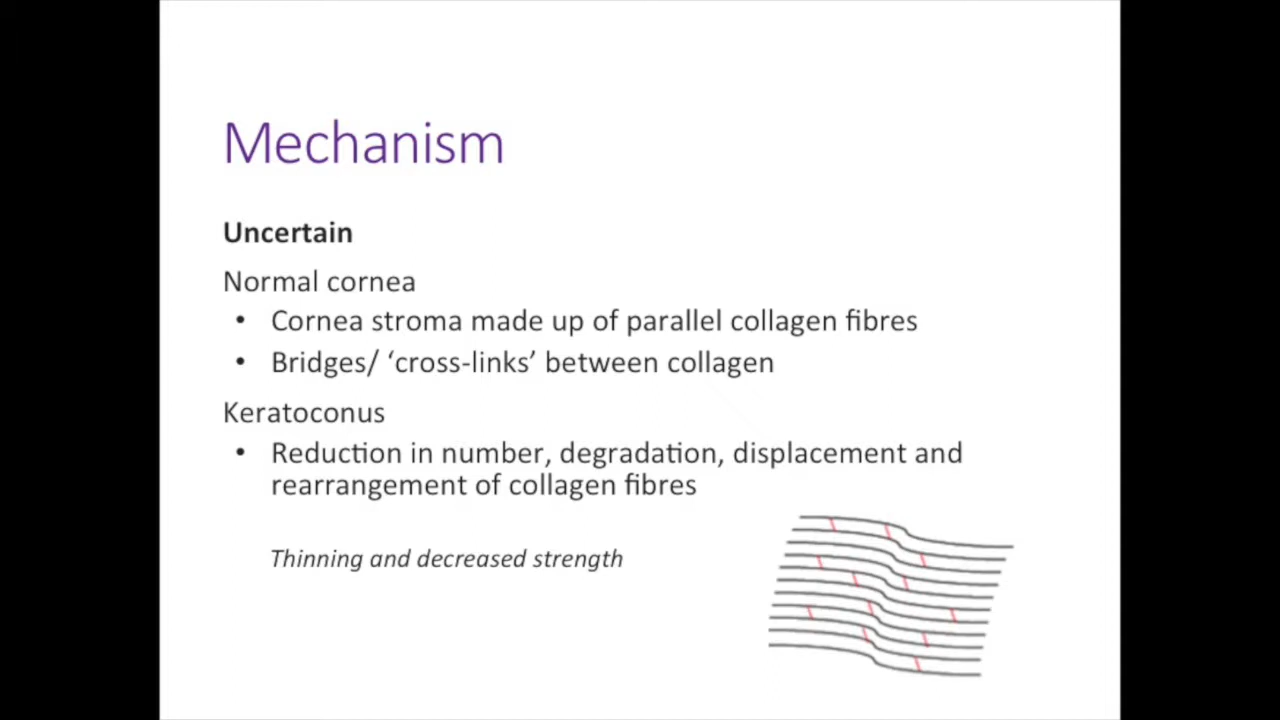 Mechanism
Uncertain
Normal cornea
• Cornea stroma made up of parallel collagen fibres
• Bridges/ ‘cross-links’ between collagen
Keratoconus
• Reduction in number, degradation, displacement and
rearrangement of collagen fibres
Thinning and decreased strength